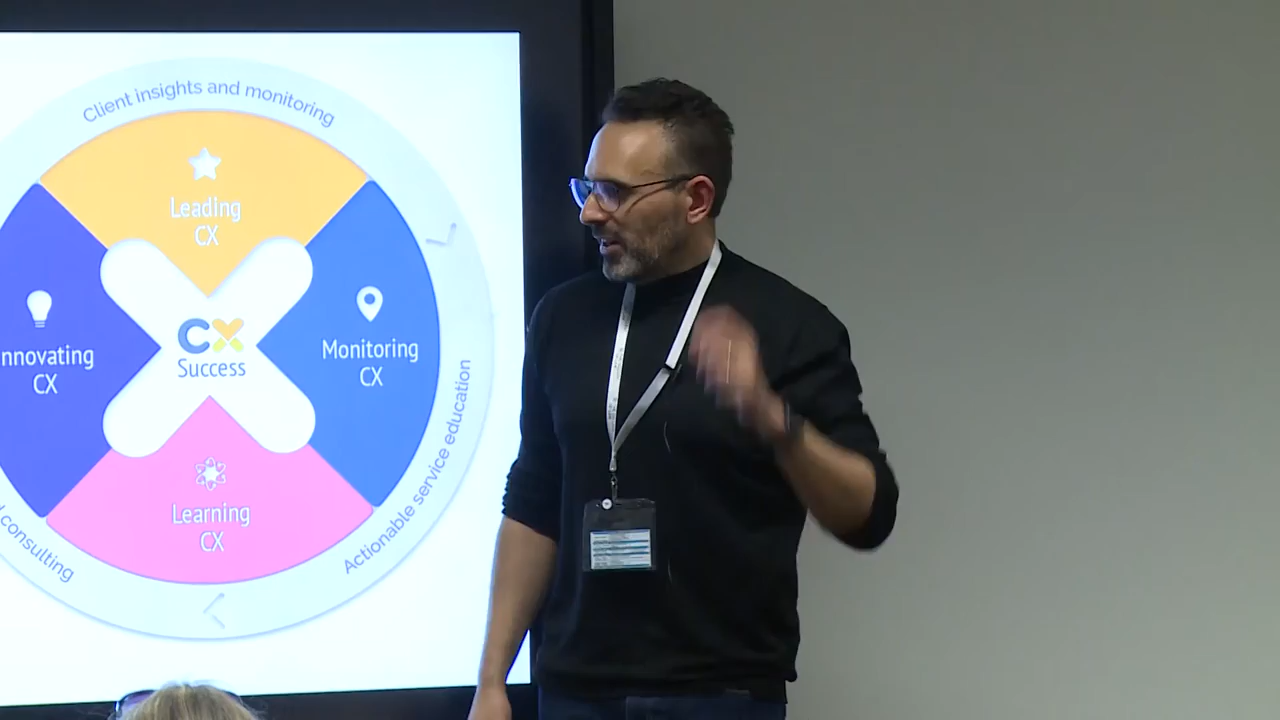 Client insights and monitoring
Leading
CX
nnovating
CX
CX
Success
Monitoring
CX
Learning
CX
Actionable service education
consulting